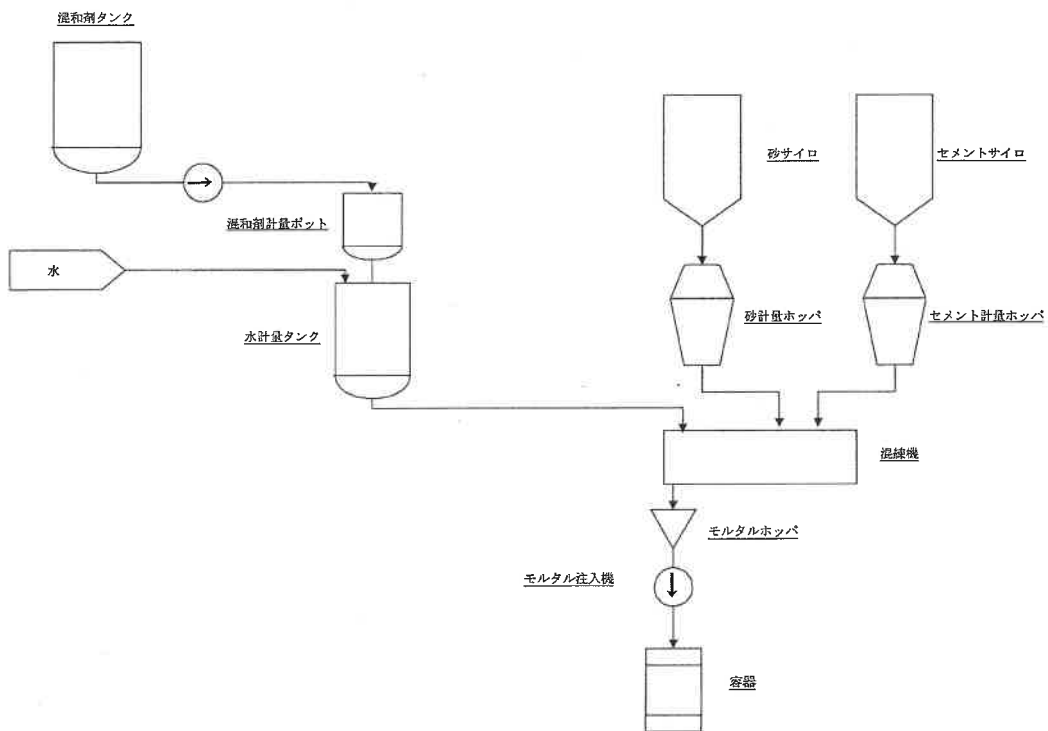 混和剤タンク
砂サイロ
セメントサイロ
混和剤計量ポット
水
水計量タンク
砂計量ホッパ
セメント計量ホッパ
混練機
モルタルホッパ
モルタル注入機
容器